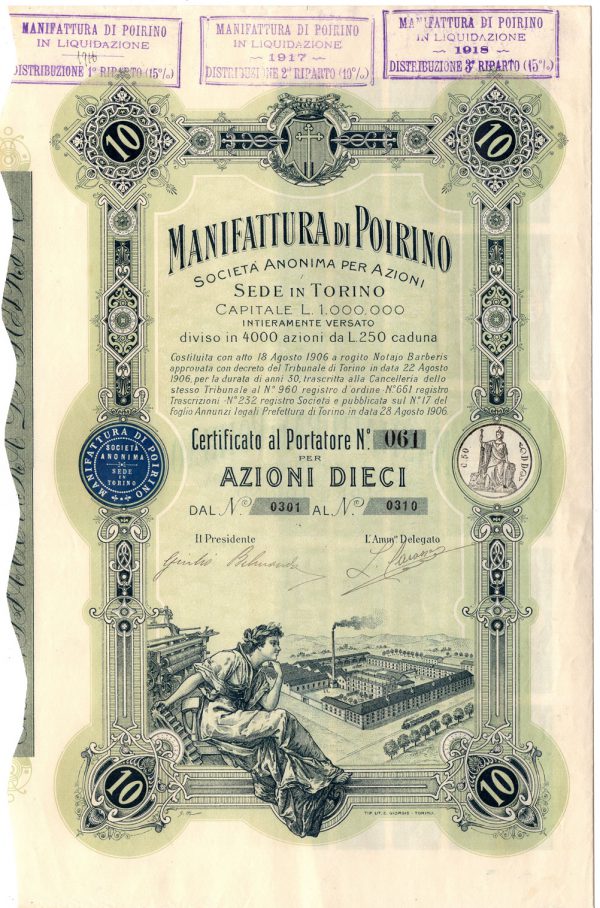 MANIFATTURA DI POIRINO
IN LIQUIDAZIONE
1916
DISTRIBUZIONE 1° RIPARTO (15%)
MANIFATTURA DI POIRINO
IN LIQUIDAZIONE
1917
DISTRIBUZIONE 2° RIPARTO (10%)
MANIFATTURA DI POIRINO
IN LIQUIDAZIONE
1918
DISTRIBUZIONE 3° RIPARTO (15%)
10
10
MANIFATTURA DI POIRINO
SOCIETÀ ANONIMA PER AZIONI
SEDE IN TORINO
CAPITALE L. 1.000.000
INTIERAMENTE VERSATO
diviso in 4000 azioni da L. 250 caduna
Costituita con atto 18 Agosto 1906 a rogito Notajo Barberis
approvata con decreto del Tribunale di Torino in data 22 Agosto
1906, per la durata di anni 30, trascritta alla Cancelleria dello
stesso Tribunale al N° 960 registro d'ordine - N° 661 registro
Trascrizioni - N° 232 registro Società e pubblicata sul N° 17 del
foglio Annunzi legali Prefettura di Torino in data 28 Agosto 1906.
Certificato al Portatore N° 061
PER
AZIONI DIECI
DAL N. 0301 AL N. 0310
MANIFATTURA DI POIRINO
SOCIETÀ
ANONIMA
SEDE
IN
TORINO
C. 50
Il Presidente
L'Amm.re Delegato
10
10
TIP. LIT. C. GIORGIS - TORINO.